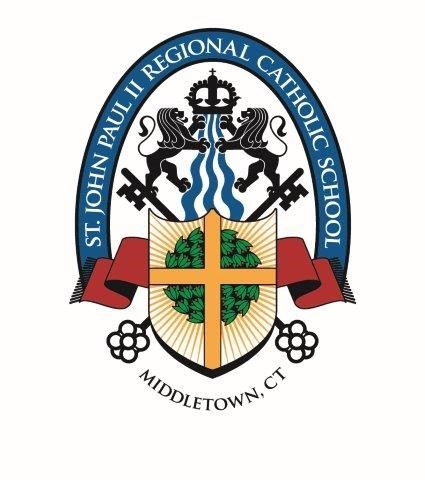 ST. JOHN PAUL II REGIONAL CATHOLIC SCHOOL
MIDDLETOWN, CT